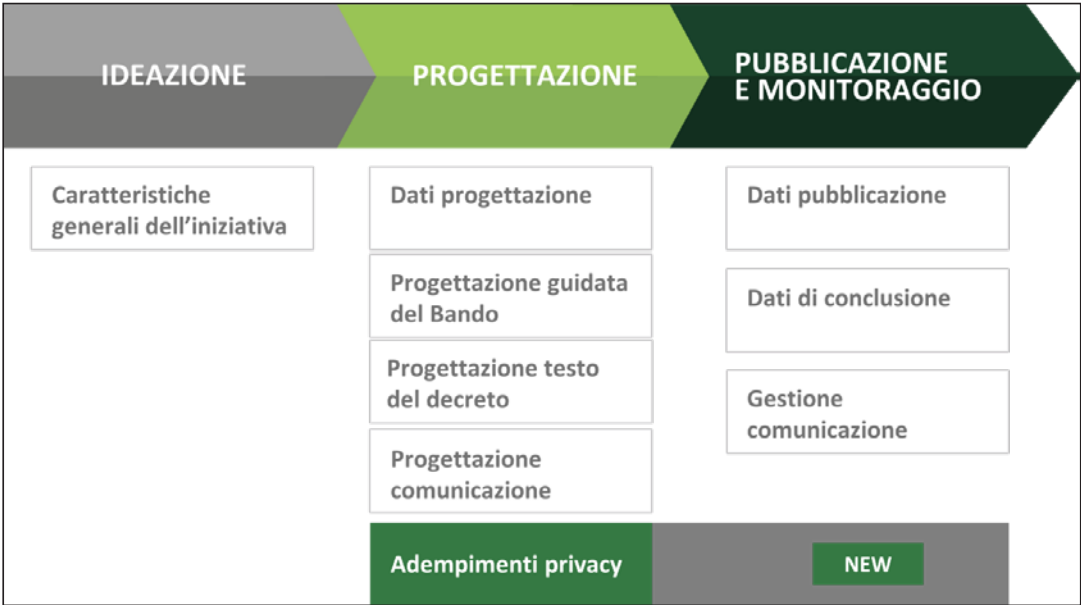 IDEAZIONE
PROGETTAZIONE
PUBBLICAZIONE
E MONITORAGGIO
Caratteristiche
generali dell’iniziativa
Dati progettazione
Progettazione guidata
del Bando
Progettazione testo
del decreto
Progettazione
comunicazione
Adempimenti privacy
Dati pubblicazione
Dati di conclusione
Gestione
comunicazione
NEW